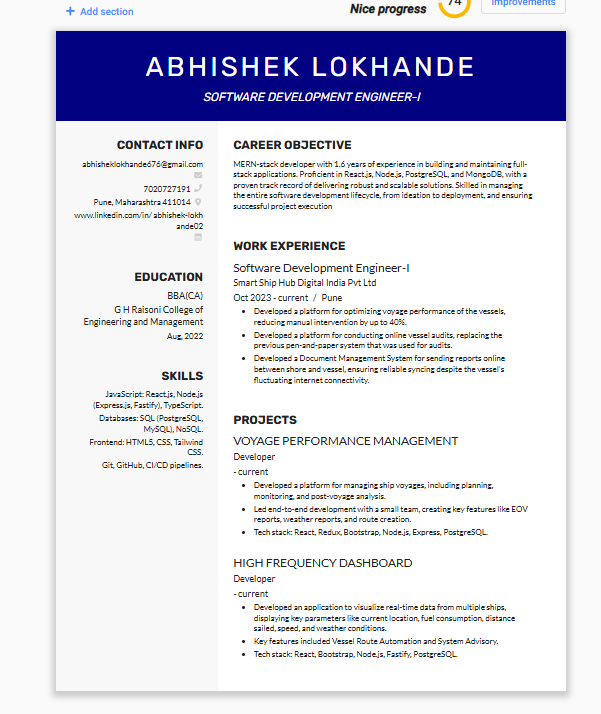 + Add section
Nice progress
74
Improvements
ABHISHEK LOKHANDE
SOFTWARE DEVELOPMENT ENGINEER-I
CONTACT INFO
abhisheklokhande676@gmail.com
7020727191
Pune, Maharashtra 411014
www.linkedin.com/in/abhishek-lokh
ande02
EDUCATION
BBA(CA)
G H Raisoni College of
Engineering and Management
Aug, 2022
SKILLS
JavaScript: React.js, Node.js
(Express.js, Fastify), TypeScript.
Databases: SQL (PostgreSQL,
MySQL), NoSQL.
Frontend: HTML5, CSS, Tailwind
CSS.
Git, GitHub, CI/CD pipelines.
CAREER OBJECTIVE
MERN-stack developer with 1.6 years of experience in building and maintaining full-
stack applications. Proficient in React.js, Node.js, PostgreSQL, and MongoDB, with a
proven track record of delivering robust and scalable solutions. Skilled in managing
the entire software development lifecycle, from ideation to deployment, and ensuring
successful project execution
WORK EXPERIENCE
Software Development Engineer-I
Smart Ship Hub Digital India Pvt Ltd
Oct 2023 - current / Pune
• Developed a platform for optimizing voyage performance of the vessels,
reducing manual intervention by up to 40%.
• Developed a platform for conducting online vessel audits, replacing the
previous pen-and-paper system that was used for audits.
• Developed a Document Management System for sending reports online
between shore and vessel, ensuring reliable syncing despite the vessel's
fluctuating internet connectivity.
PROJECTS
VOYAGE PERFORMANCE MANAGEMENT
Developer
- current
• Developed a platform for managing ship voyages, including planning,
monitoring, and post-voyage analysis.
• Led end-to-end development with a small team, creating key features like EOV
reports, weather reports, and route creation.
• Tech stack: React, Redux, Bootstrap, Node.js, Express, PostgreSQL.
HIGH FREQUENCY DASHBOARD
Developer
- current
• Developed an application to visualize real-time data from multiple ships,
displaying key parameters like current location, fuel consumption, distance
sailed, speed, and weather conditions.
• Key features included Vessel Route Automation and System Advisory.
• Tech stack: React, Bootstrap, Node.js, Fastify, PostgreSQL.